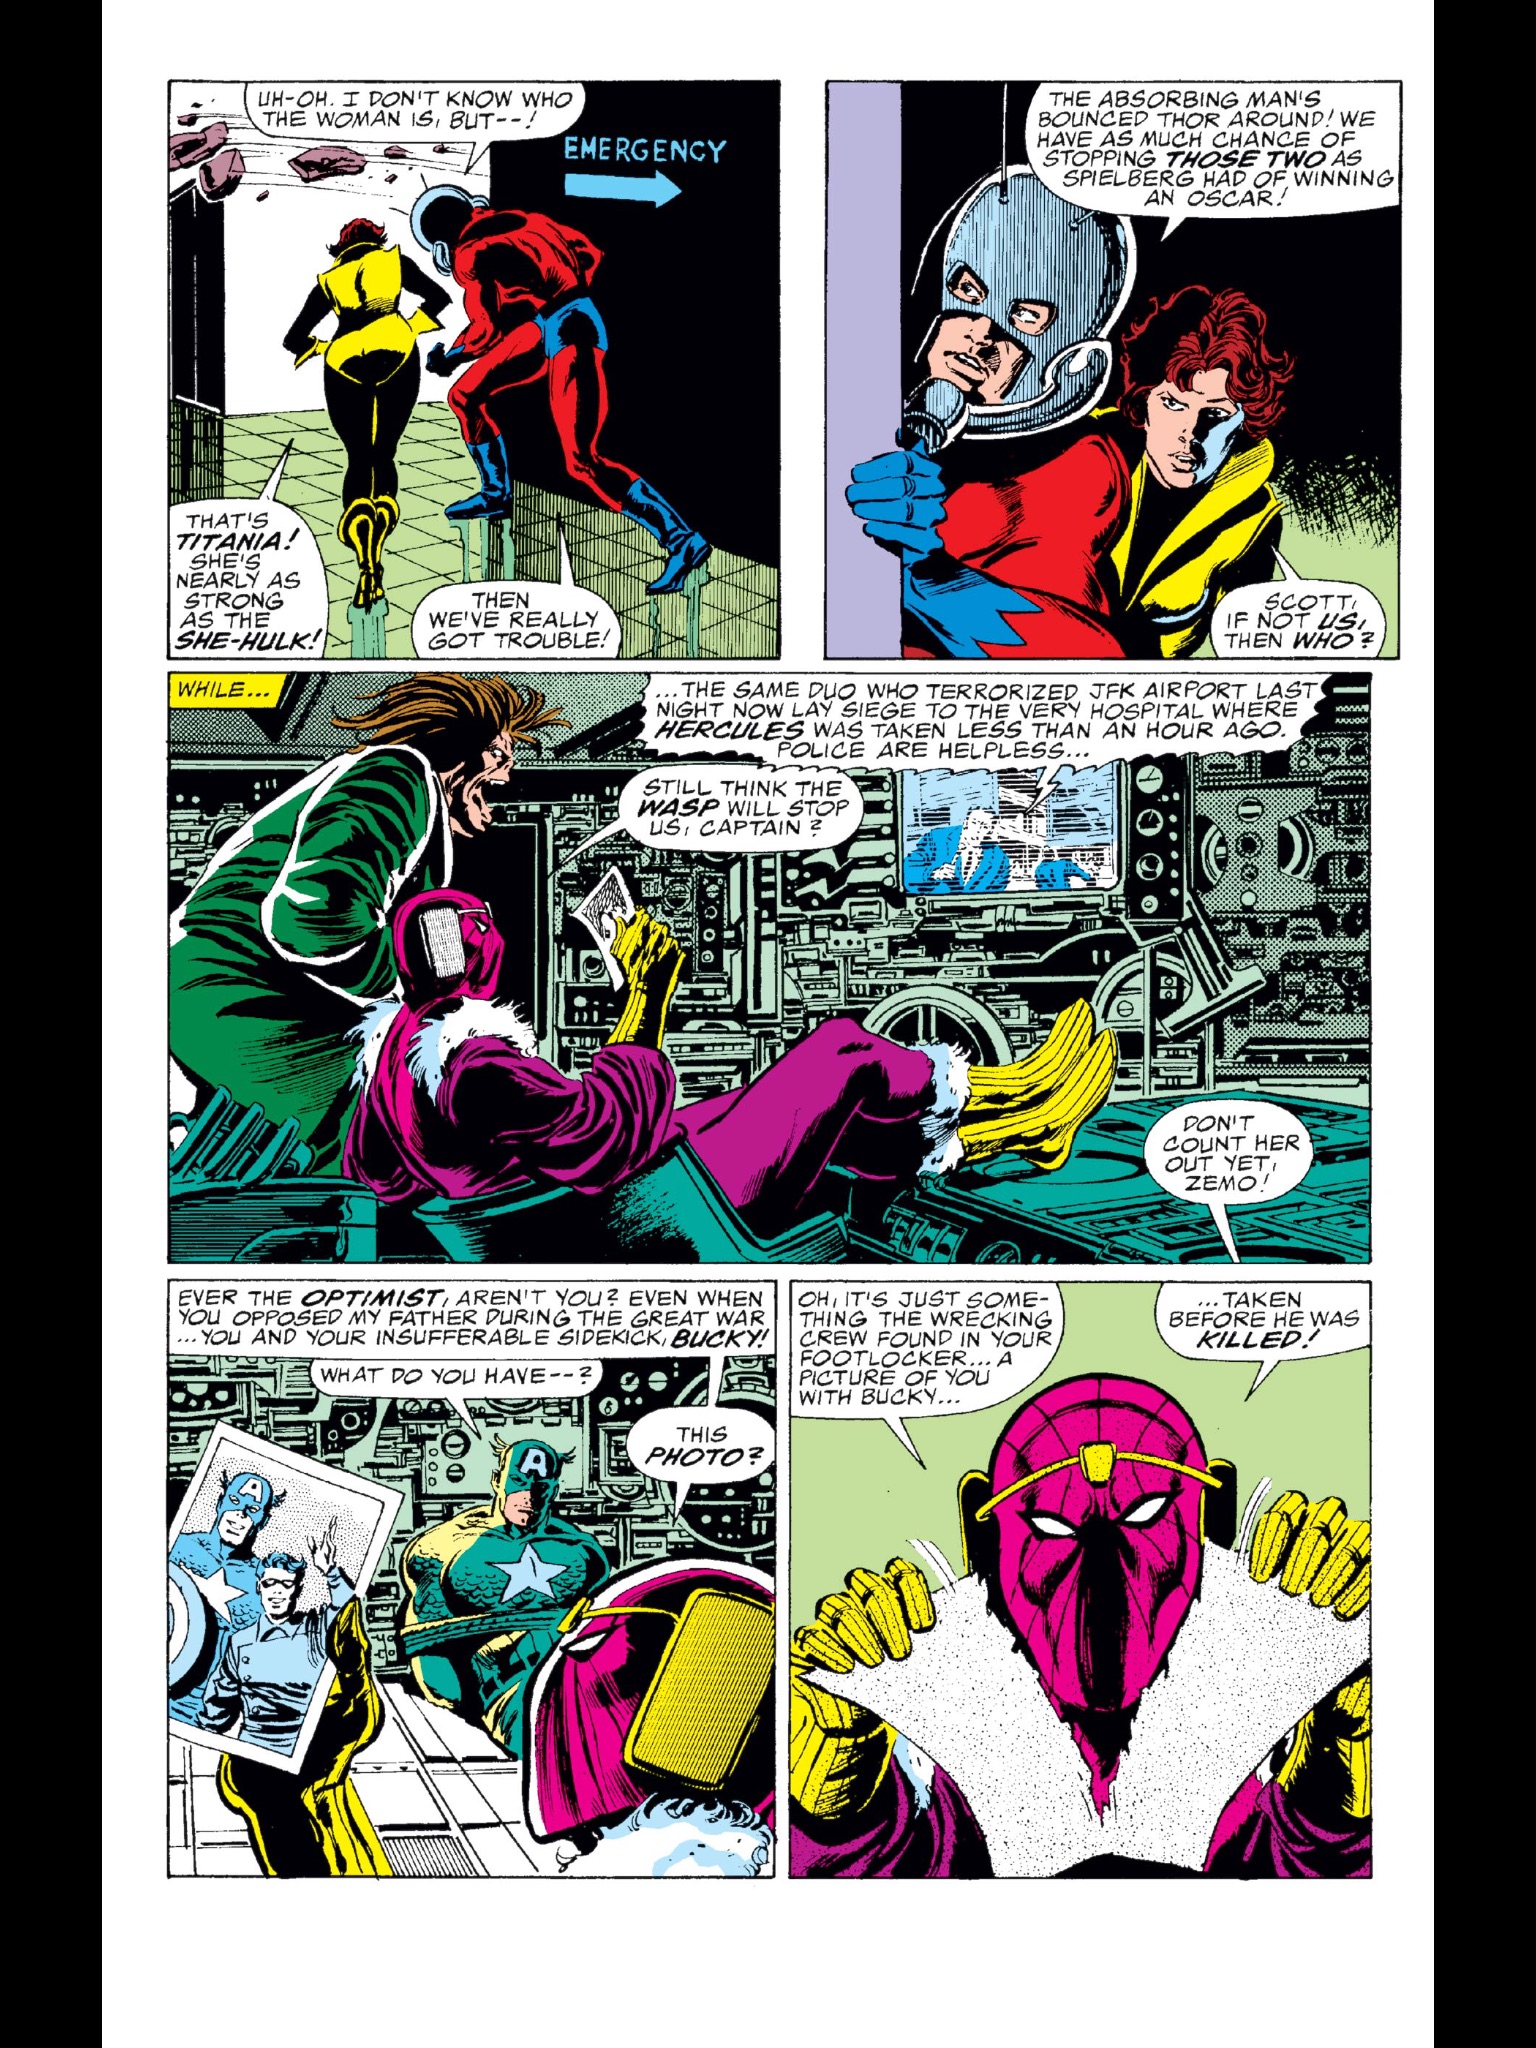 UH-OH. I DON'T KNOW WHO
THE WOMAN IS, BUT--!
EMERGENCY
THAT'S
TITANIA!
SHE'S
NEARLY AS
STRONG
AS THE
SHE-HULK!
THEN
WE'VE REALLY
GOT TROUBLE!
THE ABSORBING MAN'S
BOUNCED THOR AROUND! WE
HAVE AS MUCH CHANCE OF
STOPPING THOSE TWO AS
SPIELBERG HAD OF WINNING
AN OSCAR!
SCOTT,
IF NOT US,
THEN WHO?
WHILE...
...THE SAME DUO WHO TERRORIZED JFK AIRPORT LAST
NIGHT NOW LAY SIEGE TO THE VERY HOSPITAL WHERE
HERCULES WAS TAKEN LESS THAN AN HOUR AGO.
POLICE ARE HELPLESS...
STILL THINK THE
WASP WILL STOP
US, CAPTAIN?
DON'T
COUNT HER
OUT YET,
ZEMO!
EVER THE OPTIMIST, AREN'T YOU? EVEN WHEN
YOU OPPOSED MY FATHER DURING THE GREAT WAR
...YOU AND YOUR INSUFFERABLE SIDEKICK, BUCKY!
WHAT DO YOU HAVE--?
THIS
PHOTO?
A
A
OH, IT'S JUST SOME-
THING THE WRECKING
CREW FOUND IN YOUR
FOOTLOCKER... A
PICTURE OF YOU
WITH BUCKY...
...TAKEN
BEFORE HE WAS
KILLED!